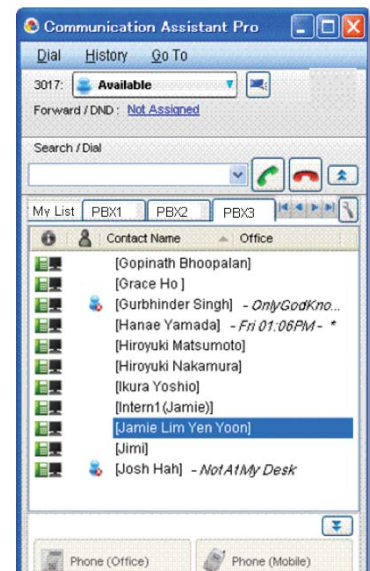 Communication Assistant Pro
Dial History Go To
3017: Available
Forward / DND : Not Assigned
Search / Dial
My List PBX1 PBX2 PBX3
Contact Name Office
[Gopinath Bhoopalan]
[Grace Ho ]
[Gurbhinder Singh] - OnlyGodKno...
[Hanae Yamada] - Fri 01:06PM - *
[Hiroyuki Matsumoto]
[Hiroyuki Nakamura]
[Ikura Yoshio]
[Intern1(Jamie)]
[Jamie Lim Yen Yoon]
[Jimi]
[Josh Hah] - NotAtMy Desk
Phone (Office) Phone (Mobile)